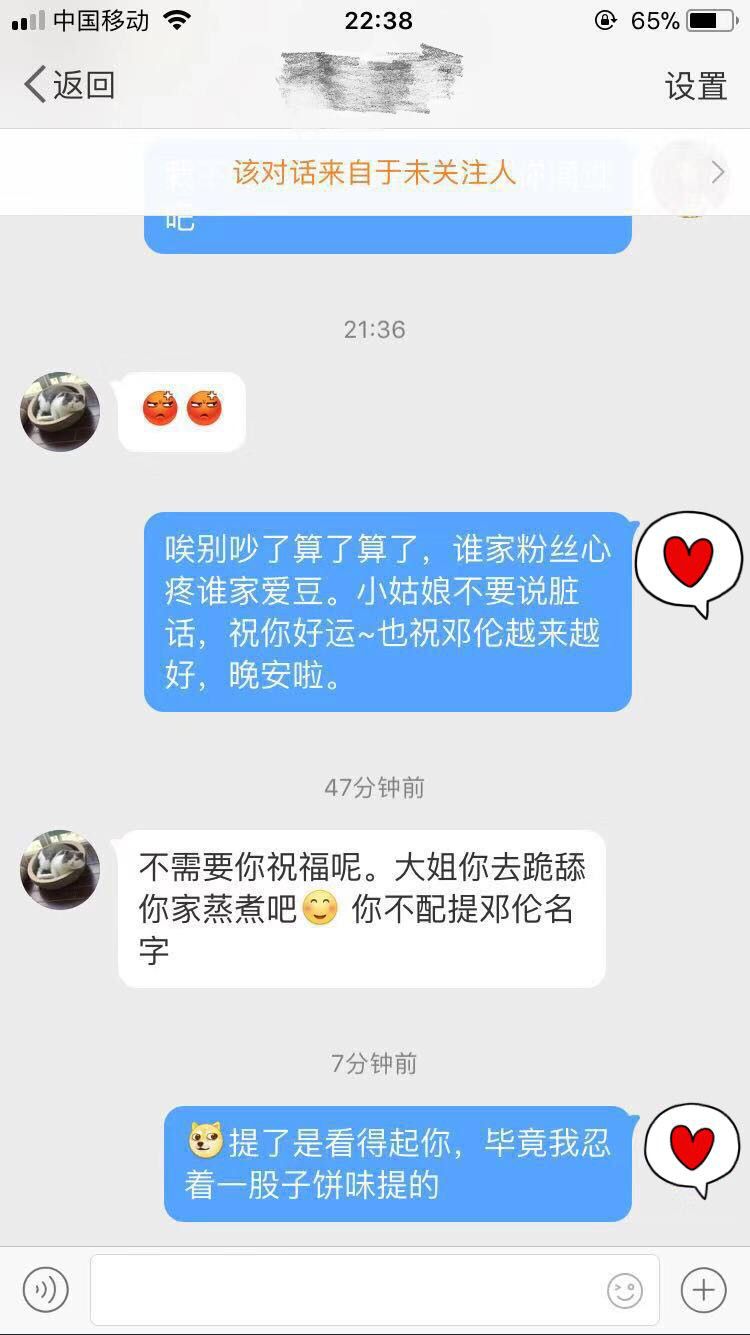 中国移动
22:38
65%
返回
设置
该对话来自于未关注人
吧
21:36
唉别吵了算了算了，谁家粉丝心
疼谁家爱豆。小姑娘不要说脏
话，祝你好运~也祝邓伦越来越
好，晚安啦。
47分钟前
不需要你祝福呢。大姐你去跪舔
你家蒸煮吧😊 你不配提邓伦名
字
7分钟前
提了是看得起你，毕竟我忍
着一股子饼味提的